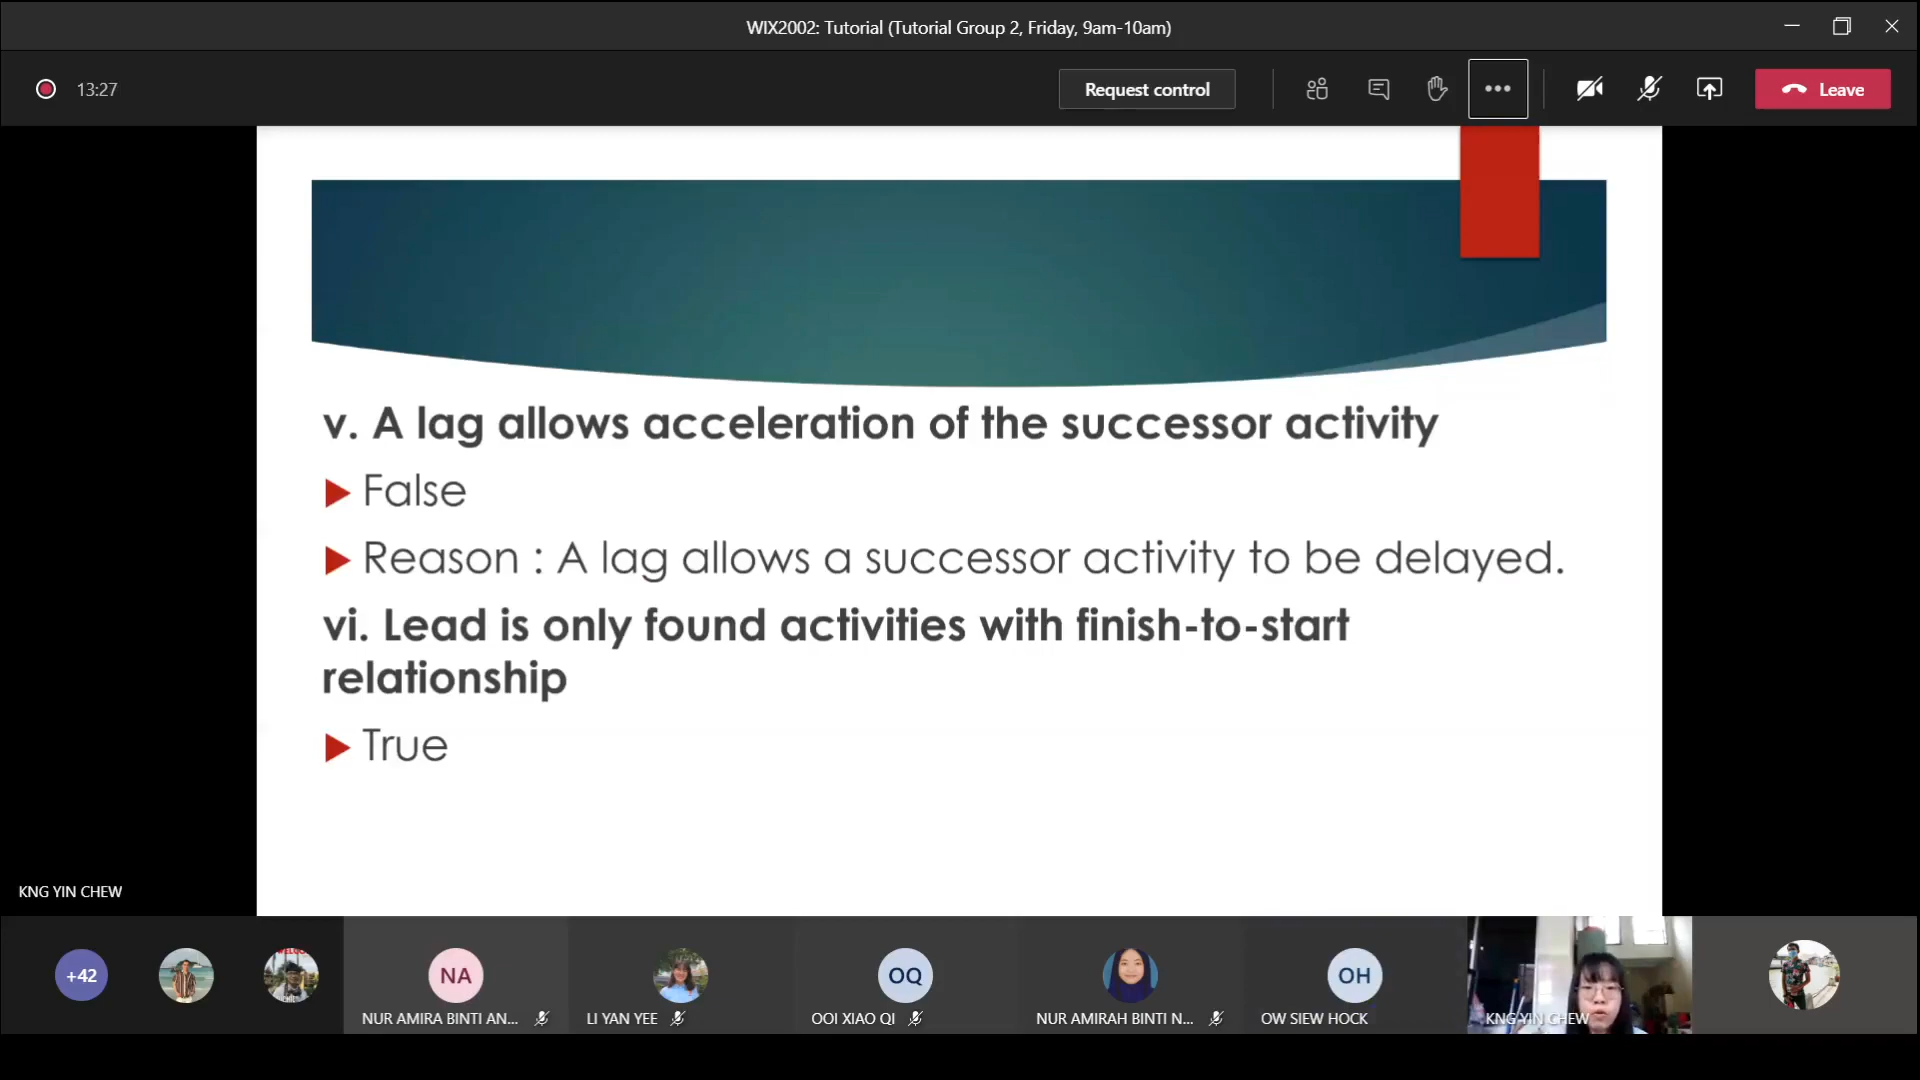 WIX2002: Tutorial (Tutorial Group 2, Friday, 9am-10am)
13:27
Request control
Leave
v. A lag allows acceleration of the successor activity
False
Reason : A lag allows a successor activity to be delayed.
vi. Lead is only found activities with finish-to-start
relationship
True
KNG YIN CHEW
+42
NA
OQ
OH
NUR AMIRA BINTI AN...
LI YAN YEE
OOI XIAO QI
NUR AMIRAH BINTI N...
OW SIEW HOCK
KNG YIN CHEW